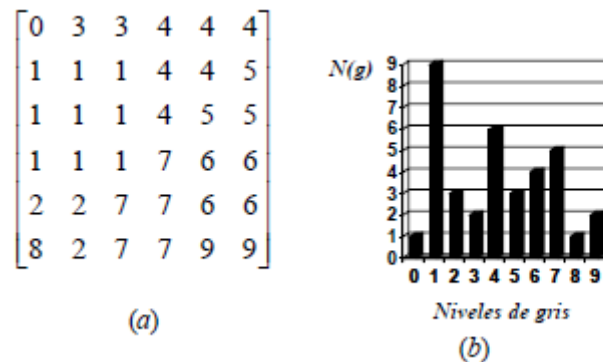 0 3 3 4 4 4
1 1 1 4 4 5
1 1 1 4 5 5
1 1 1 7 6 6
2 2 7 7 6 6
8 2 7 7 9 9
(a)
N(g)
9
8
7
6
5
4
3
2
1
0
0 1 2 3 4 5 6 7 8 9
Niveles de gris
(b)